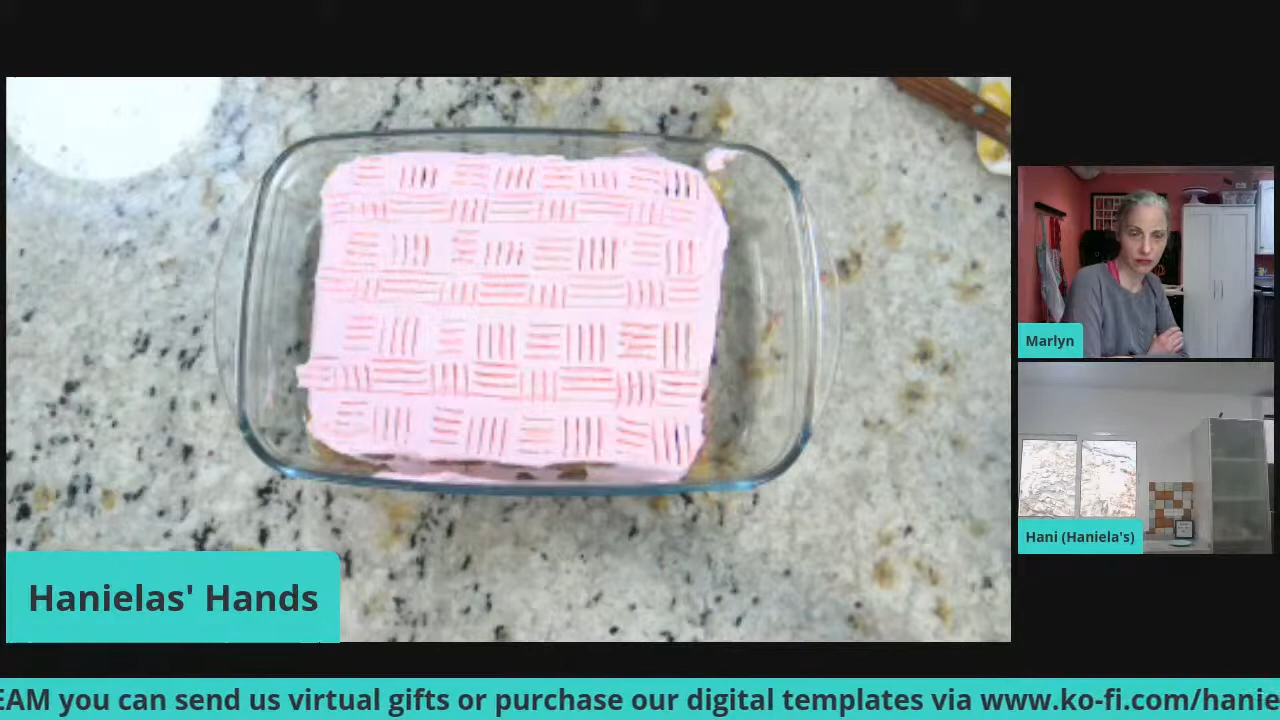 Marlyn
Hani (Haniela's)
Hanielas' Hands
EAM you can send us virtual gifts or purchase our digital templates via www.ko-fi.com/hanie